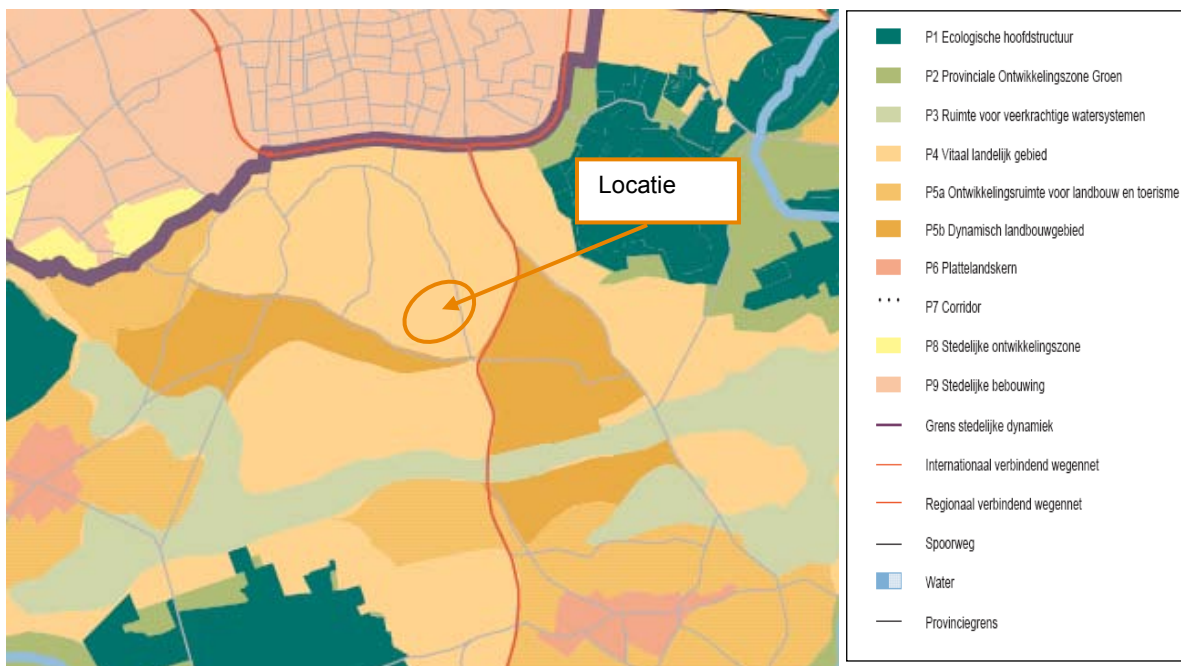 Locatie
P1 Ecologische hoofdstructuur
P2 Provinciale Ontwikkelingszone Groen
P3 Ruimte voor veerkrachtige watersystemen
P4 Vitaal landelijk gebied
P5a Ontwikkelingsruimte voor landbouw en toerisme
P5b Dynamisch landbouwgebied
P6 Plattelandskern
P7 Corridor
P8 Stedelijke ontwikkelingszone
P9 Stedelijke bebouwing
Grens stedelijke dynamiek
Internationaal verbindend wegennet
Regionaal verbindend wegennet
Spoorweg
Water
Provinciegrens